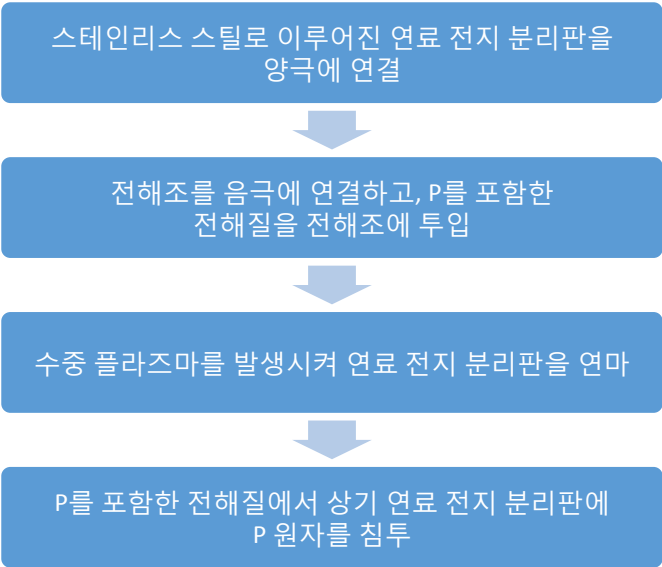 스테인리스 스틸로 이루어진 연료 전지 분리판을
양극에 연결
전해조를 음극에 연결하고, P를 포함한
전해질을 전해조에 투입
수중 플라즈마를 발생시켜 연료 전지 분리판을 연마
P를 포함한 전해질에서 상기 연료 전지 분리판에
P 원자를 침투